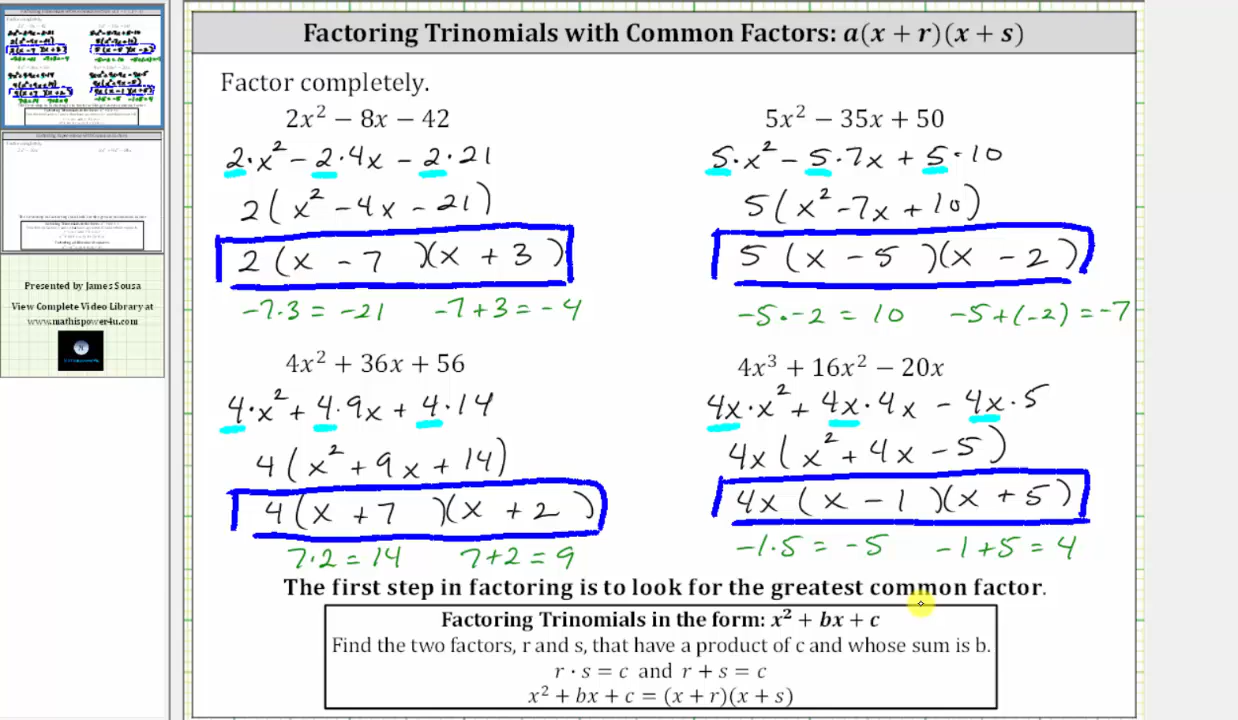 Factoring Trinomials with Common Factors: a(x + r)(x + s)
Factor completely.
2x² − 8x − 42
2·x² − 2·4x − 2·21
2(x² − 4x − 21)
2(x − 7)(x + 3)
−7·3 = −21 −7+3 = −4
5x² − 35x + 50
5·x² − 5·7x + 5·10
5(x² − 7x + 10)
5(x − 5)(x − 2)
−5·−2 = 10 −5+(−2) = −7
4x² + 36x + 56
4·x² + 4·9x + 4·14
4(x² + 9x + 14)
4(x + 7)(x + 2)
7·2 = 14 7+2 = 9
4x³ + 16x² − 20x
4x·x² + 4x·4x − 4x·5
4x(x² + 4x − 5)
4x(x − 1)(x + 5)
−1·5 = −5 −1+5 = 4
The first step in factoring is to look for the greatest common factor.
Factoring Trinomials in the form: x² + bx + c
Find the two factors, r and s, that have a product of c and whose sum is b.
r · s = c and r + s = c
x² + bx + c = (x + r)(x + s)
Presented by James Sousa
View Complete Video Library at
www.mathispower4u.com